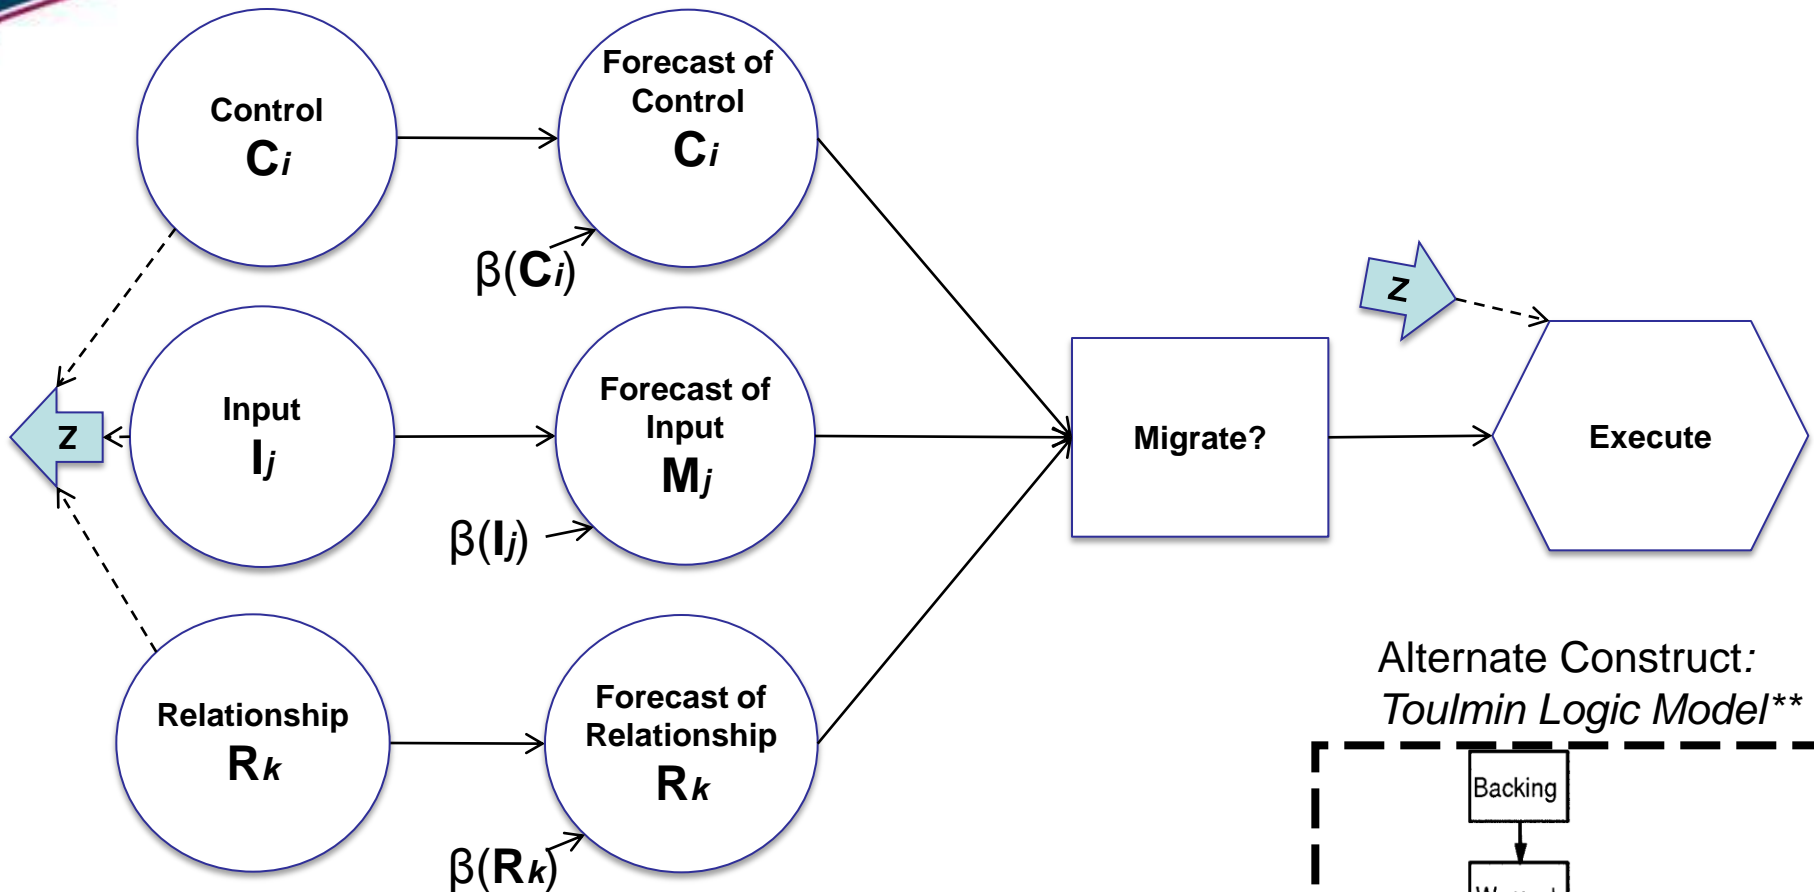 Control
Ci
Forecast of
Control
Ci
β(Ci)
Z
Input
Ij
Forecast of
Input
Mj
β(Ij)
Migrate?
Z
Execute
Relationship
Rk
Forecast of
Relationship
Rk
β(Rk)
Alternate Construct:
Toulmin Logic Model**
Backing